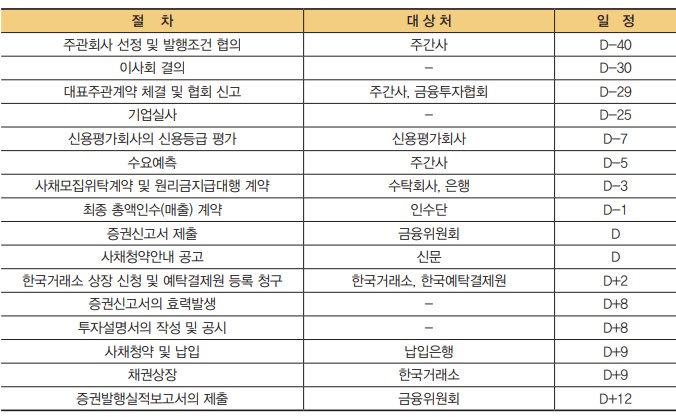 절 차 대상처 일 정
주관회사 선정 및 발행조건 협의 주간사 D-40
이사회 결의 - D-30
대표주관계약 체결 및 협회 신고 주간사, 금융투자협회 D-29
기업실사 - D-25
신용평가회사의 신용등급 평가 신용평가회사 D-7
수요예측 주간사 D-5
사채모집위탁계약 및 원리금지급대행 계약 수탁회사, 은행 D-3
최종 총액인수(매출) 계약 인수단 D-1
증권신고서 제출 금융위원회 D
사채청약안내 공고 신문 D
한국거래소 상장 신청 및 예탁결제원 등록 청구 한국거래소, 한국예탁결제원 D+2
증권신고서의 효력발생 - D+8
투자설명서의 작성 및 공시 - D+8
사채청약 및 납입 납입은행 D+9
채권상장 한국거래소 D+9
증권발행실적보고서의 제출 금융위원회 D+12